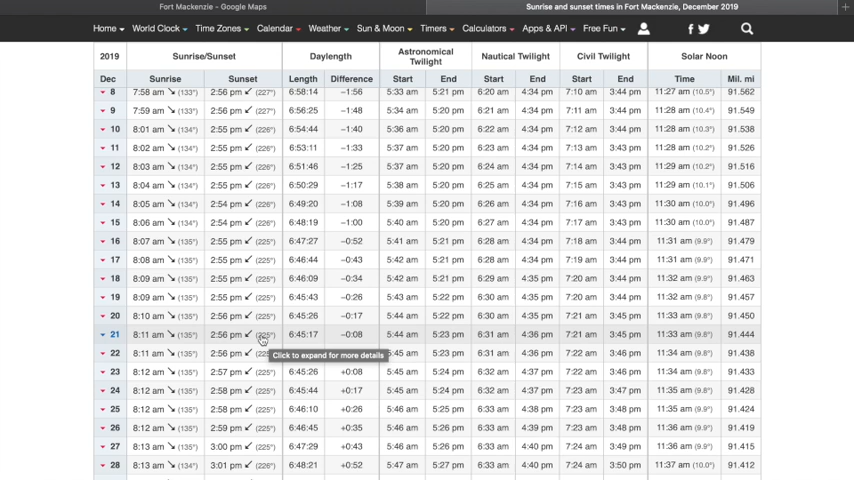 Fort Mackenzie - Google Maps
Sunrise and sunset times in Fort Mackenzie, December 2019
Home World Clock Time Zones Calendar Weather Sun & Moon Timers Calculators Apps & API Free Fun
2019 Sunrise/Sunset Daylength Astronomical Twilight Nautical Twilight Civil Twilight Solar Noon
Dec Sunrise Sunset Length Difference Start End Start End Start End Time Mil. mi
8 7:58 am ↘ (133°) 2:56 pm ↙ (227°) 6:58:14 −1:56 5:33 am 5:21 pm 6:20 am 4:34 pm 7:10 am 3:44 pm 11:27 am (10.5°) 91.562
9 7:59 am ↘ (133°) 2:56 pm ↙ (227°) 6:56:25 −1:48 5:34 am 5:20 pm 6:21 am 4:34 pm 7:11 am 3:44 pm 11:28 am (10.4°) 91.549
10 8:01 am ↘ (134°) 2:55 pm ↙ (226°) 6:54:44 −1:40 5:36 am 5:20 pm 6:22 am 4:34 pm 7:12 am 3:44 pm 11:28 am (10.3°) 91.538
11 8:02 am ↘ (134°) 2:55 pm ↙ (226°) 6:53:11 −1:33 5:37 am 5:20 pm 6:23 am 4:34 pm 7:13 am 3:43 pm 11:28 am (10.2°) 91.526
12 8:03 am ↘ (134°) 2:55 pm ↙ (226°) 6:51:46 −1:25 5:37 am 5:20 pm 6:24 am 4:34 pm 7:14 am 3:43 pm 11:29 am (10.2°) 91.516
13 8:04 am ↘ (134°) 2:55 pm ↙ (226°) 6:50:29 −1:17 5:38 am 5:20 pm 6:25 am 4:34 pm 7:15 am 3:43 pm 11:29 am (10.1°) 91.506
14 8:05 am ↘ (134°) 2:54 pm ↙ (226°) 6:49:20 −1:08 5:39 am 5:20 pm 6:26 am 4:34 pm 7:16 am 3:43 pm 11:30 am (10.0°) 91.496
15 8:06 am ↘ (134°) 2:54 pm ↙ (226°) 6:48:19 −1:00 5:40 am 5:20 pm 6:27 am 4:34 pm 7:17 am 3:43 pm 11:30 am (10.0°) 91.487
16 8:07 am ↘ (135°) 2:55 pm ↙ (225°) 6:47:27 −0:52 5:41 am 5:21 pm 6:28 am 4:34 pm 7:18 am 3:44 pm 11:31 am (9.9°) 91.479
17 8:08 am ↘ (135°) 2:55 pm ↙ (225°) 6:46:44 −0:43 5:42 am 5:21 pm 6:28 am 4:34 pm 7:19 am 3:44 pm 11:31 am (9.9°) 91.471
18 8:09 am ↘ (135°) 2:55 pm ↙ (225°) 6:46:09 −0:34 5:42 am 5:21 pm 6:29 am 4:35 pm 7:20 am 3:44 pm 11:32 am (9.9°) 91.463
19 8:09 am ↘ (135°) 2:55 pm ↙ (225°) 6:45:43 −0:26 5:43 am 5:22 pm 6:30 am 4:35 pm 7:20 am 3:44 pm 11:32 am (9.8°) 91.457
20 8:10 am ↘ (135°) 2:56 pm ↙ (225°) 6:45:26 −0:17 5:44 am 5:22 pm 6:30 am 4:35 pm 7:21 am 3:45 pm 11:33 am (9.8°) 91.450
21 8:11 am ↘ (135°) 2:56 pm ↙ (225°) 6:45:17 −0:08 5:44 am 5:23 pm 6:31 am 4:36 pm 7:21 am 3:45 pm 11:33 am (9.8°) 91.444
22 8:11 am ↘ (135°) 2:56 pm ↙ Click to expand for more details 5:45 am 5:23 pm 6:31 am 4:36 pm 7:22 am 3:46 pm 11:34 am (9.8°) 91.438
23 8:12 am ↘ (135°) 2:57 pm ↙ (225°) 6:45:26 +0:08 5:45 am 5:24 pm 6:32 am 4:37 pm 7:22 am 3:46 pm 11:34 am (9.8°) 91.433
24 8:12 am ↘ (135°) 2:58 pm ↙ (225°) 6:45:44 +0:17 5:45 am 5:24 pm 6:32 am 4:37 pm 7:23 am 3:47 pm 11:35 am (9.8°) 91.428
25 8:12 am ↘ (135°) 2:58 pm ↙ (225°) 6:46:10 +0:26 5:46 am 5:25 pm 6:33 am 4:38 pm 7:23 am 3:48 pm 11:35 am (9.8°) 91.424
26 8:12 am ↘ (135°) 2:59 pm ↙ (225°) 6:46:45 +0:35 5:46 am 5:26 pm 6:33 am 4:39 pm 7:23 am 3:48 pm 11:36 am (9.9°) 91.419
27 8:13 am ↘ (135°) 3:00 pm ↙ (225°) 6:47:29 +0:43 5:46 am 5:26 pm 6:33 am 4:40 pm 7:24 am 3:49 pm 11:36 am (9.9°) 91.415
28 8:13 am ↘ (134°) 3:01 pm ↙ (226°) 6:48:21 +0:52 5:47 am 5:27 pm 6:33 am 4:40 pm 7:24 am 3:50 pm 11:37 am (10.0°) 91.412